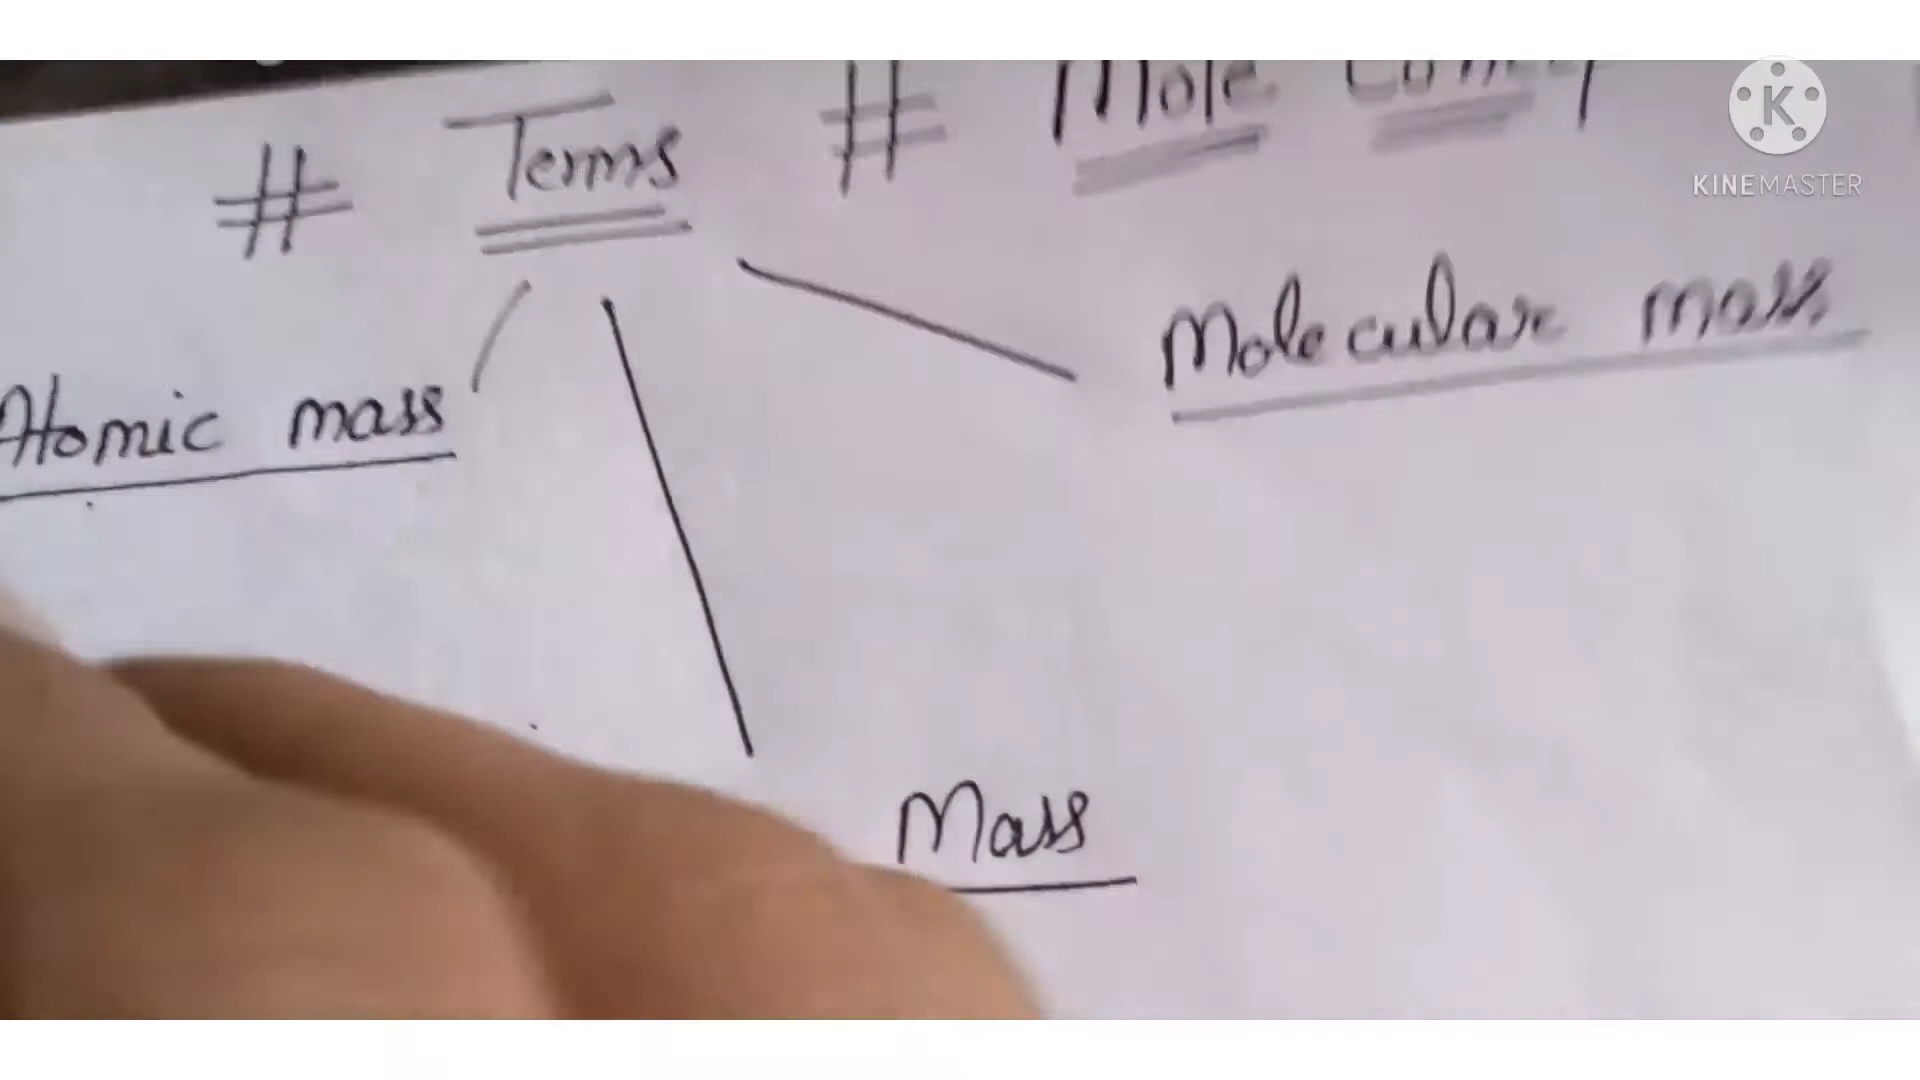 # Terms # Mole
K
KINEMASTER
Molecular mass
Atomic mass
Mass